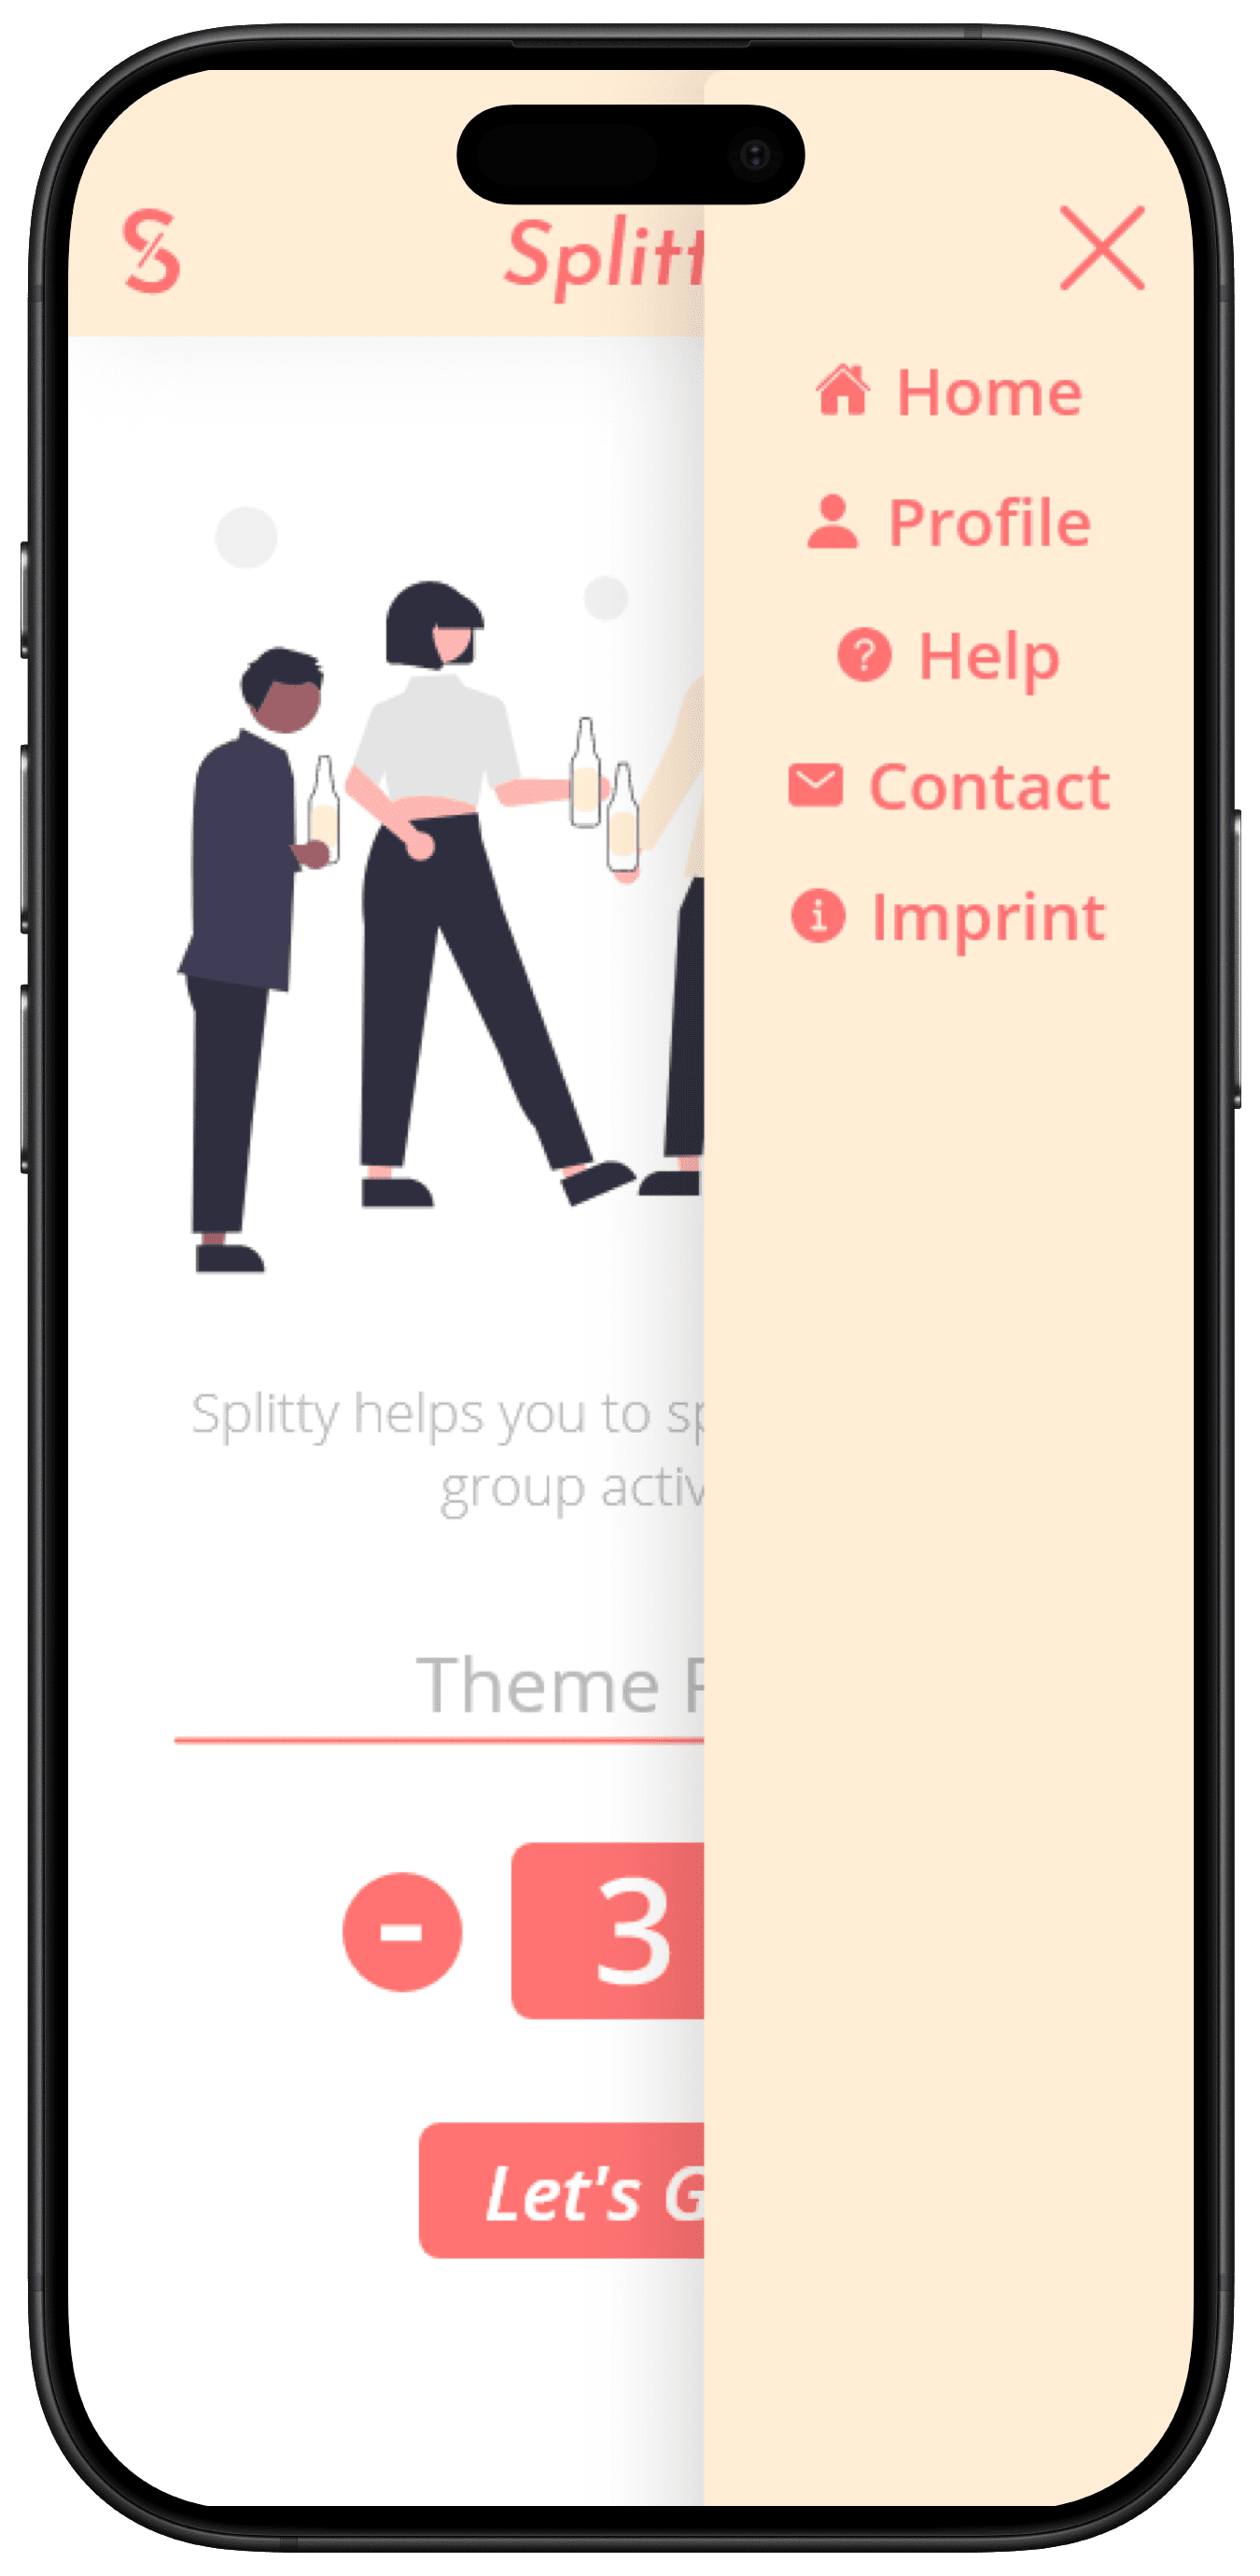 Splitt
Home
Profile
Help
Contact
Imprint
Splitty helps you to sp
group activ
Theme P
- 3
Let's G